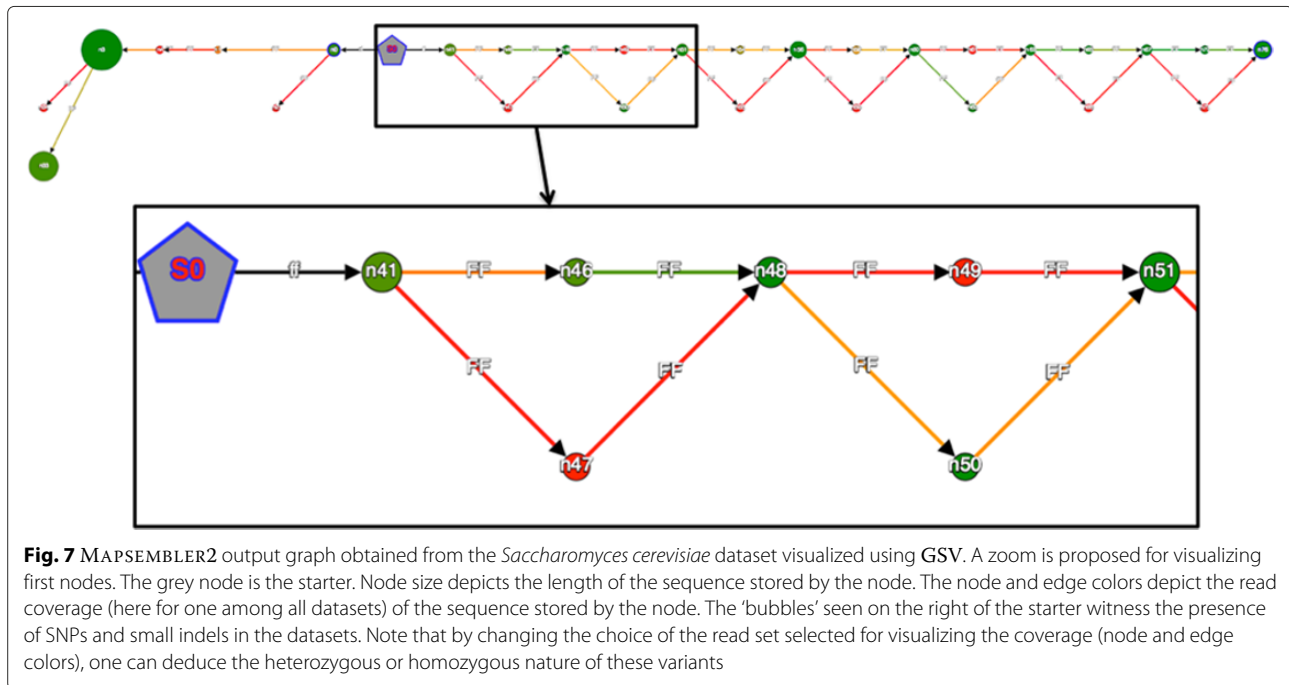 S0
ff
n41
FF
n46
FF
n48
FF
n49
FF
n51
FF
FF
FF
FF
n47
n50
Fig. 7 MAPSEMBLER2 output graph obtained from the Saccharomyces cerevisiae dataset visualized using GSV. A zoom is proposed for visualizing
first nodes. The grey node is the starter. Node size depicts the length of the sequence stored by the node. The node and edge colors depict the read
coverage (here for one among all datasets) of the sequence stored by the node. The ‘bubbles’ seen on the right of the starter witness the presence
of SNPs and small indels in the datasets. Note that by changing the choice of the read set selected for visualizing the coverage (node and edge
colors), one can deduce the heterozygous or homozygous nature of these variants